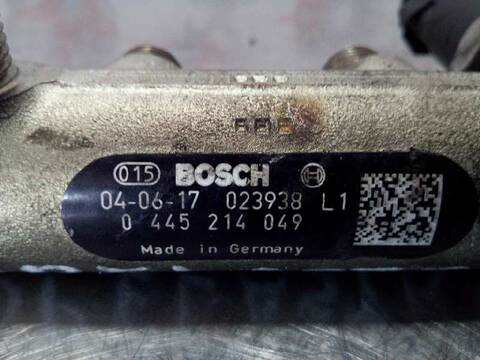 015 BOSCH
04-06-17 023938 L1
0 445 214 049
Made in Germany